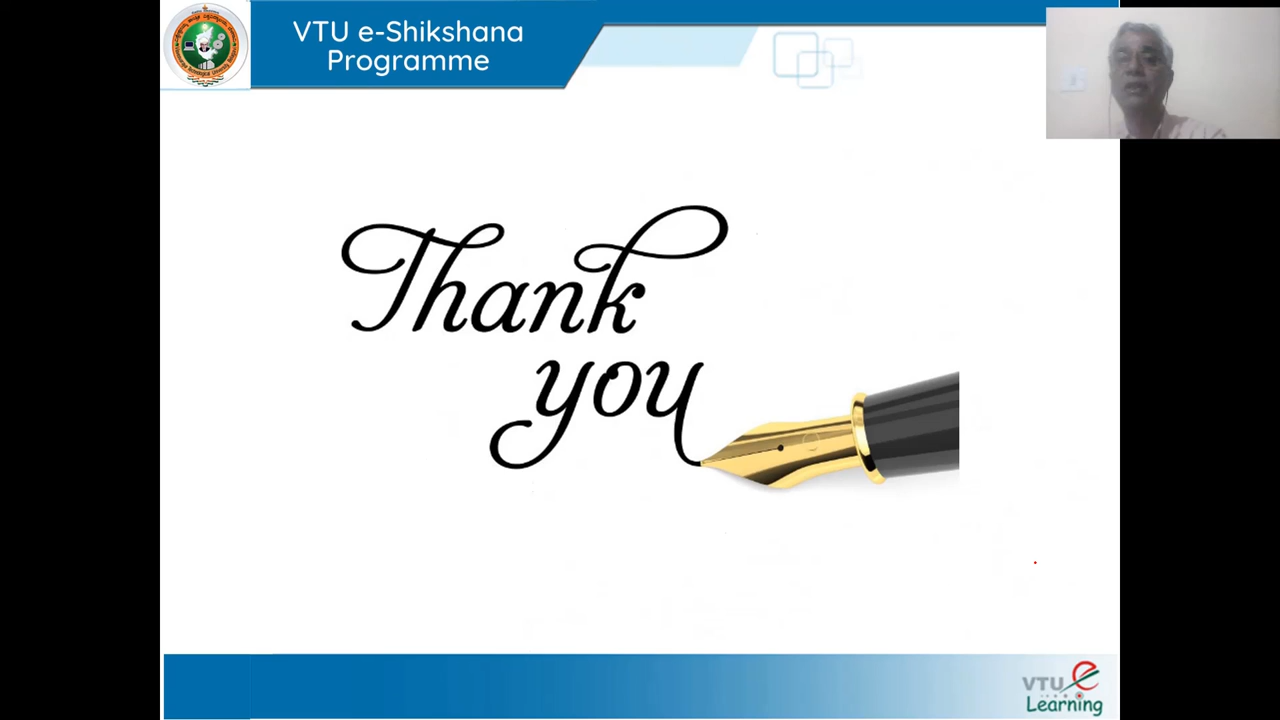 VTU e-Shikshana
Programme
Thank
you
VTU e
Learning